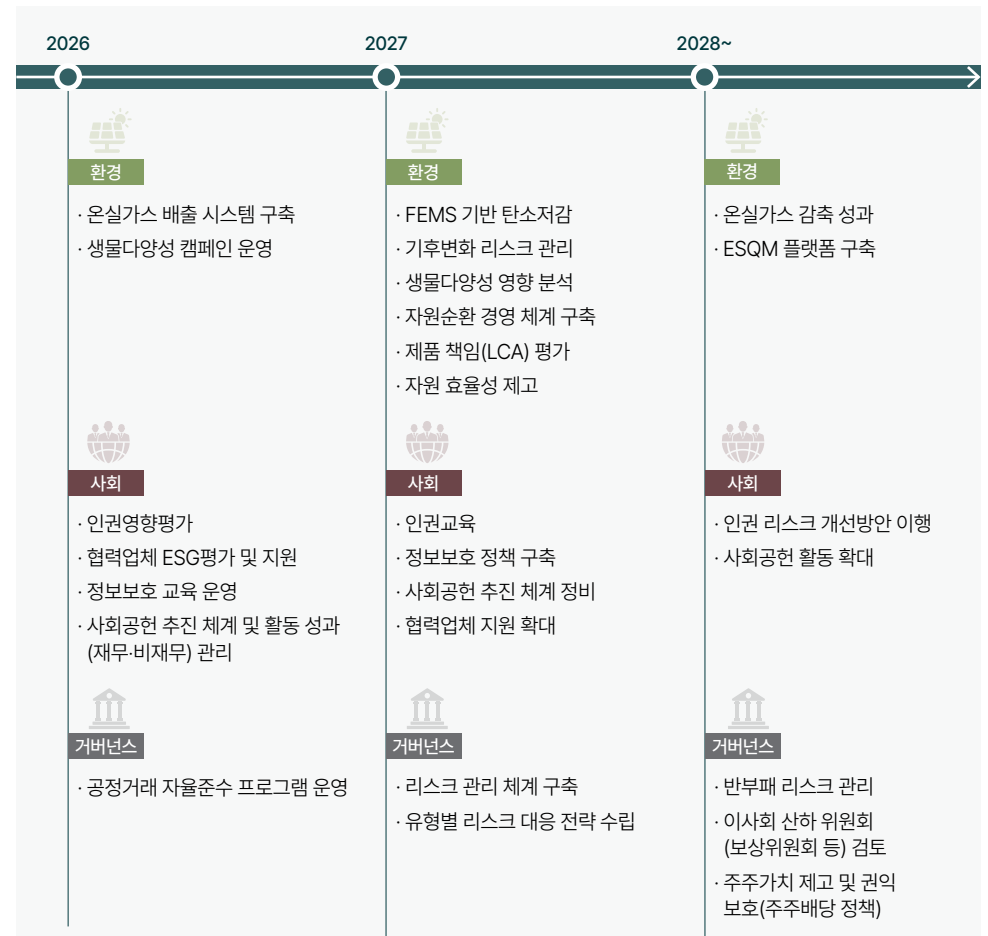 2026
2027
2028~
환경
· 온실가스 배출 시스템 구축
· 생물다양성 캠페인 운영
환경
· FEMS 기반 탄소저감
· 기후변화 리스크 관리
· 생물다양성 영향 분석
· 자원순환 경영 체계 구축
· 제품 책임(LCA) 평가
· 자원 효율성 제고
환경
· 온실가스 감축 성과
· ESQM 플랫폼 구축
사회
· 인권영향평가
· 협력업체 ESG평가 및 지원
· 정보보호 교육 운영
· 사회공헌 추진 체계 및 활동 성과
(재무·비재무) 관리
사회
· 인권교육
· 정보보호 정책 구축
· 사회공헌 추진 체계 정비
· 협력업체 지원 확대
사회
· 인권 리스크 개선방안 이행
· 사회공헌 활동 확대
거버넌스
· 공정거래 자율준수 프로그램 운영
거버넌스
· 리스크 관리 체계 구축
· 유형별 리스크 대응 전략 수립
거버넌스
· 반부패 리스크 관리
· 이사회 산하 위원회
(보상위원회 등) 검토
· 주주가치 제고 및 권익
보호(주주배당 정책)